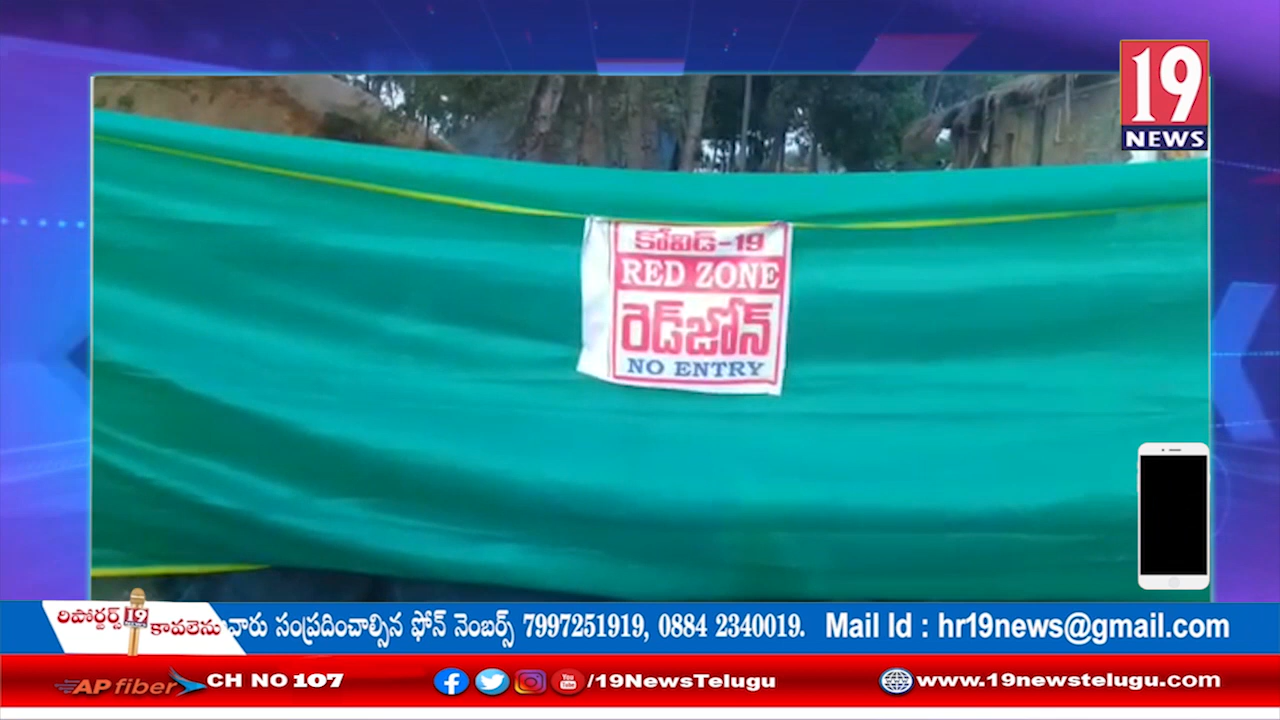 19
NEWS
కోవిడ్-19
RED ZONE
రెడ్‌జోన్
NO ENTRY
రిపోర్టర్స్ 19 కావలెను
వారు సంప్రదించాల్సిన ఫోన్ నెంబర్స్ 7997251919, 0884 2340019. Mail Id : hr19news@gmail.com
AP fiber CH NO 107 /19NewsTelugu www.19newstelugu.com